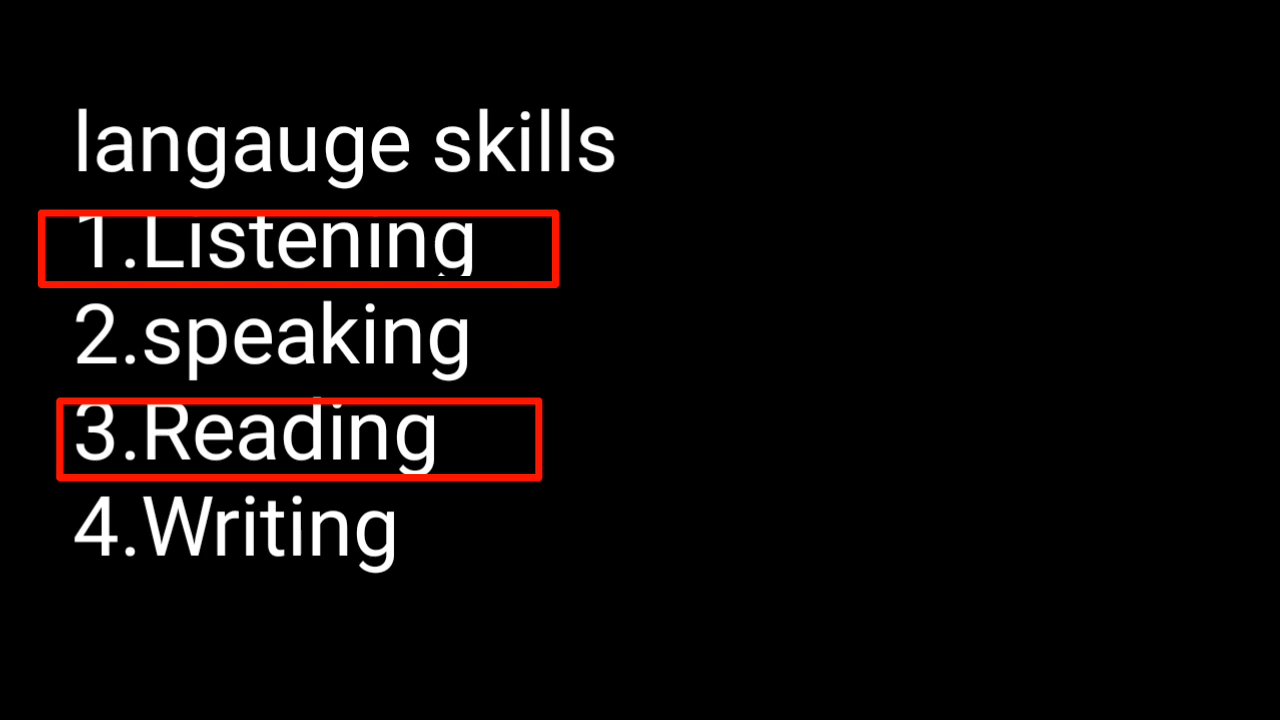 langauge skills
1.Listening
2.speaking
3.Reading
4.Writing